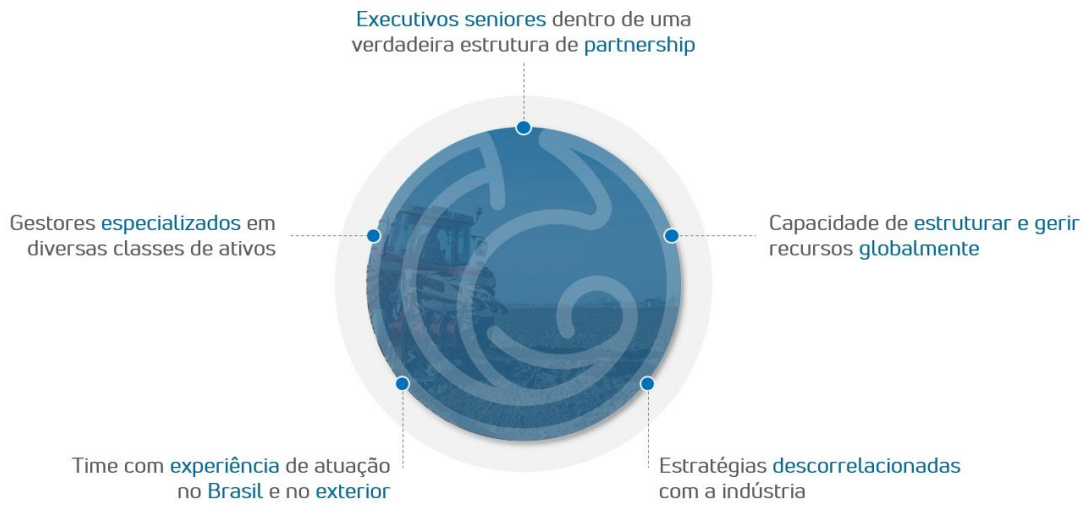 Executivos seniores dentro de uma
verdadeira estrutura de partnership
Gestores especializados em
diversas classes de ativos
Capacidade de estruturar e gerir
recursos globalmente
Time com experiência de atuação
no Brasil e no exterior
Estratégias descorrelacionadas
com a indústria